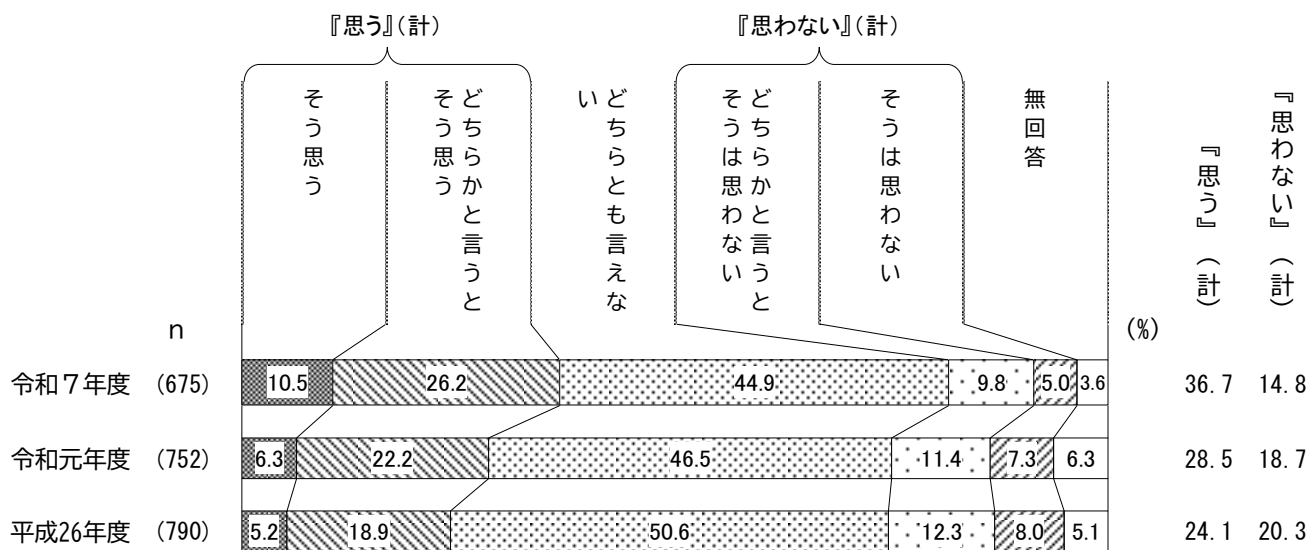 『思う』(計)
『思わない』(計)
そう思う
どちらかと言うと
そう思う
どちらとも言えな
い
どちらかと言うと
そうは思わない
そうは思わない
無回答
『思う』(計)
『思わない』(計)
n
(%)
令和７年度 (675) 10.5 26.2 44.9 9.8 5.0 3.6 36.7 14.8
令和元年度 (752) 6.3 22.2 46.5 11.4 7.3 6.3 28.5 18.7
平成26年度 (790) 5.2 18.9 50.6 12.3 8.0 5.1 24.1 20.3